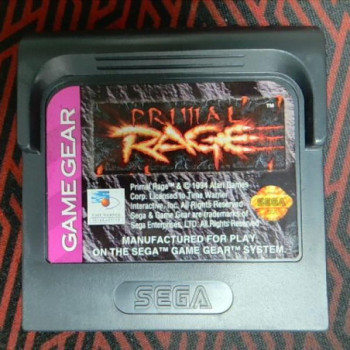 GAME GEAR
PRIMAL
RAGE
™
Primal Rage™ & © 1994 Atari Games
Corp. Licensed to Time Warner
Interactive, Inc. All Rights Reserved
Sega & Game Gear are trademarks of
Sega Enterprises, LTD. All Rights Reserved
SEGA
MANUFACTURED FOR PLAY
ON THE SEGA™ GAME GEAR™ SYSTEM.
SEGA